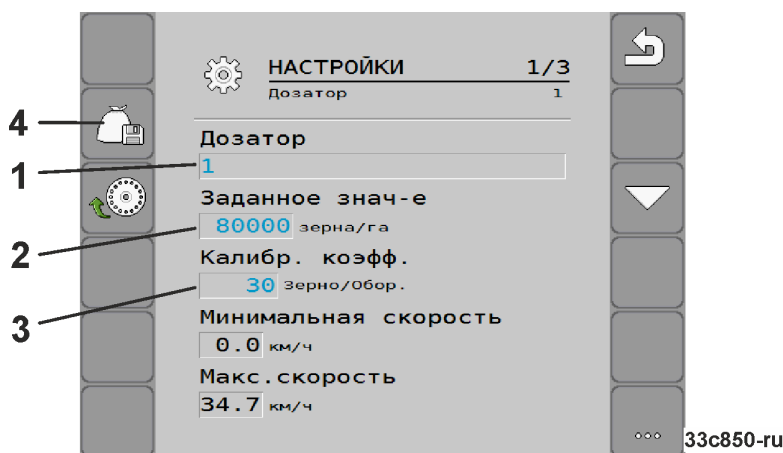 НАСТРОЙКИ 1/3
Дозатор 1
4
Дозатор
1
1
Заданное знач-е
2
80000 зерна/га
Калибр. коэфф.
3
30 Зерно/Обор.
Минимальная скорость
0.0 км/ч
Макс.скорость
34.7 км/ч
33c850-ru